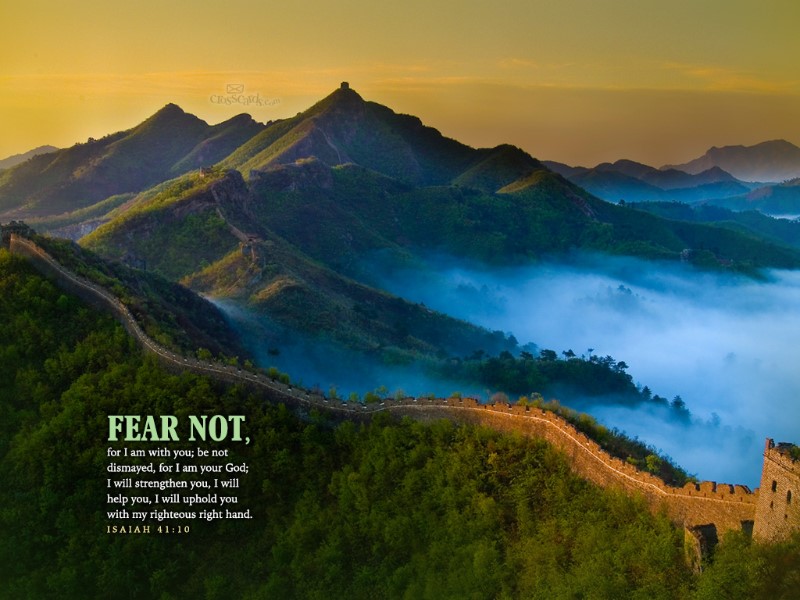 crosscards
FEAR NOT,
for I am with you; be not
dismayed, for I am your God;
I will strengthen you, I will
help you, I will uphold you
with my righteous right hand.
ISAIAH 41:10